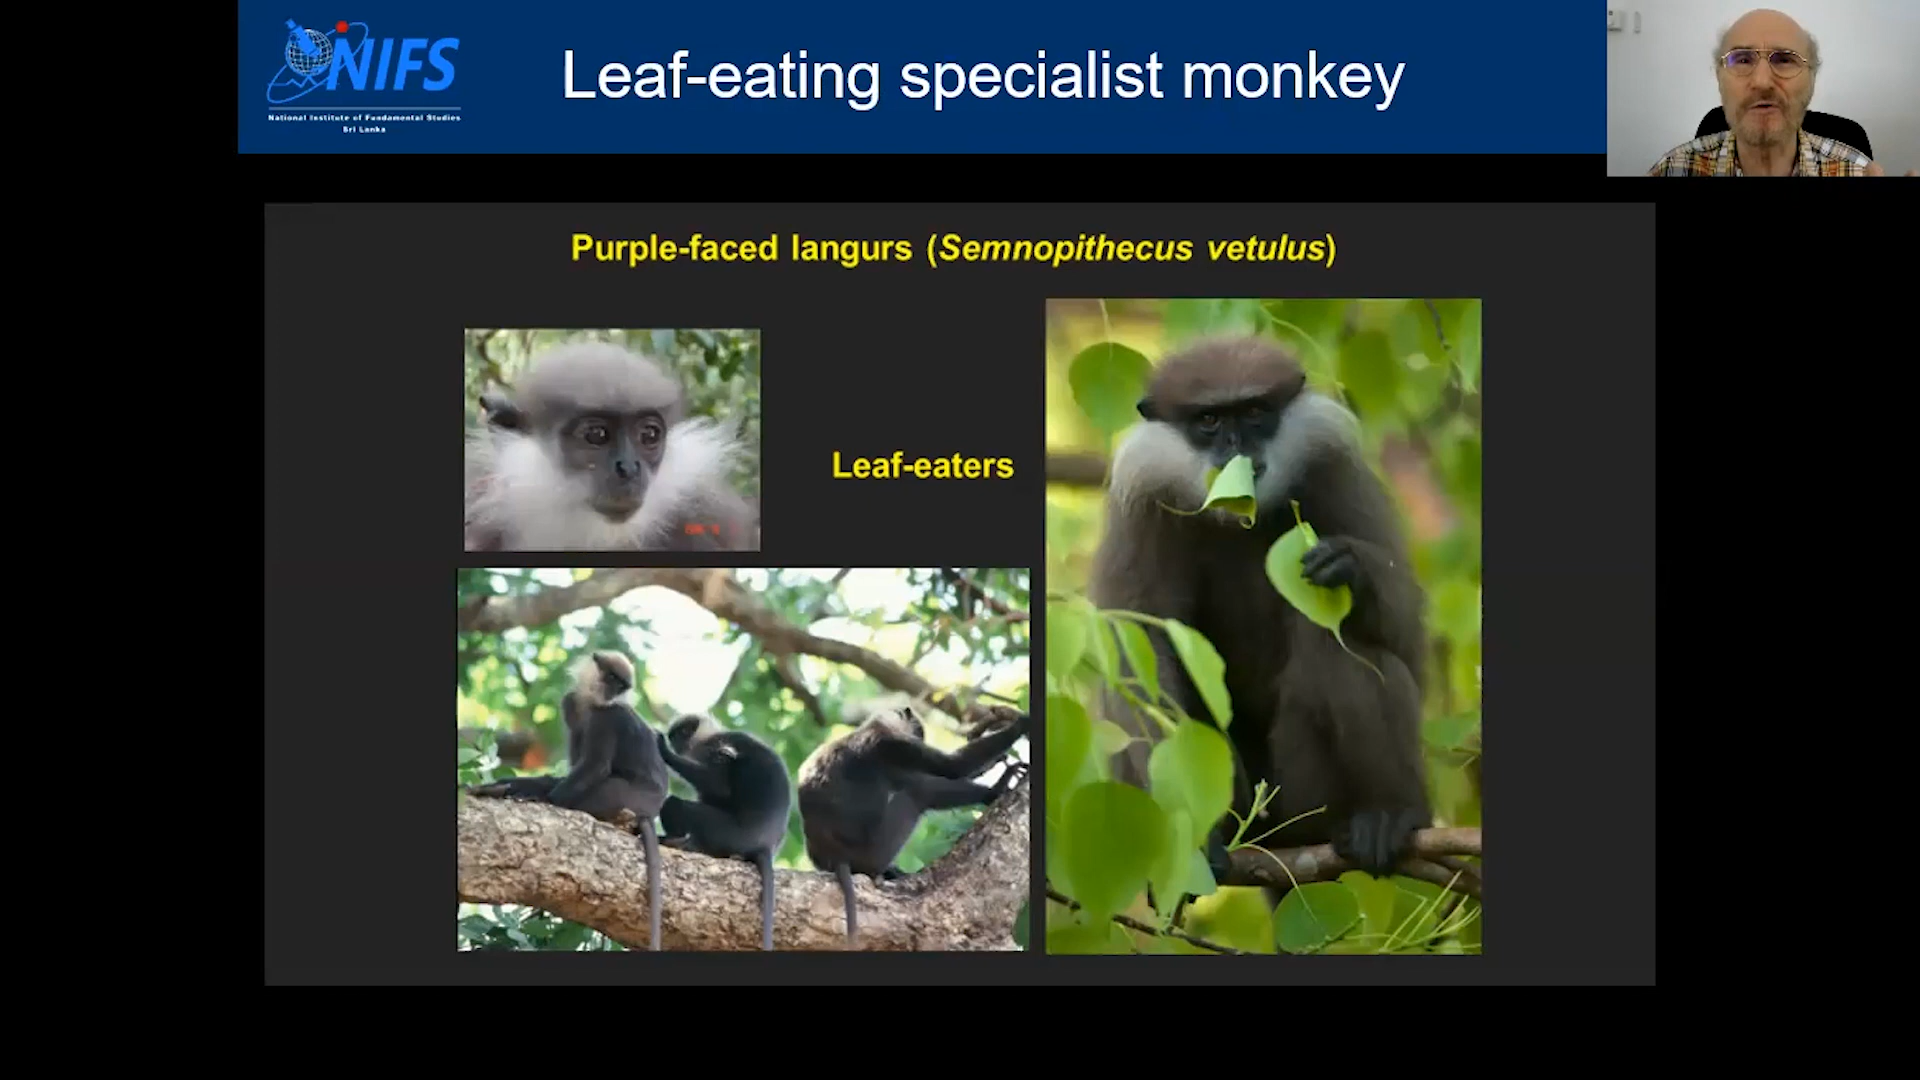 NIFS
National Institute of Fundamental Studies
Sri Lanka
Leaf-eating specialist monkey
Purple-faced langurs (Semnopithecus vetulus)
Leaf-eaters